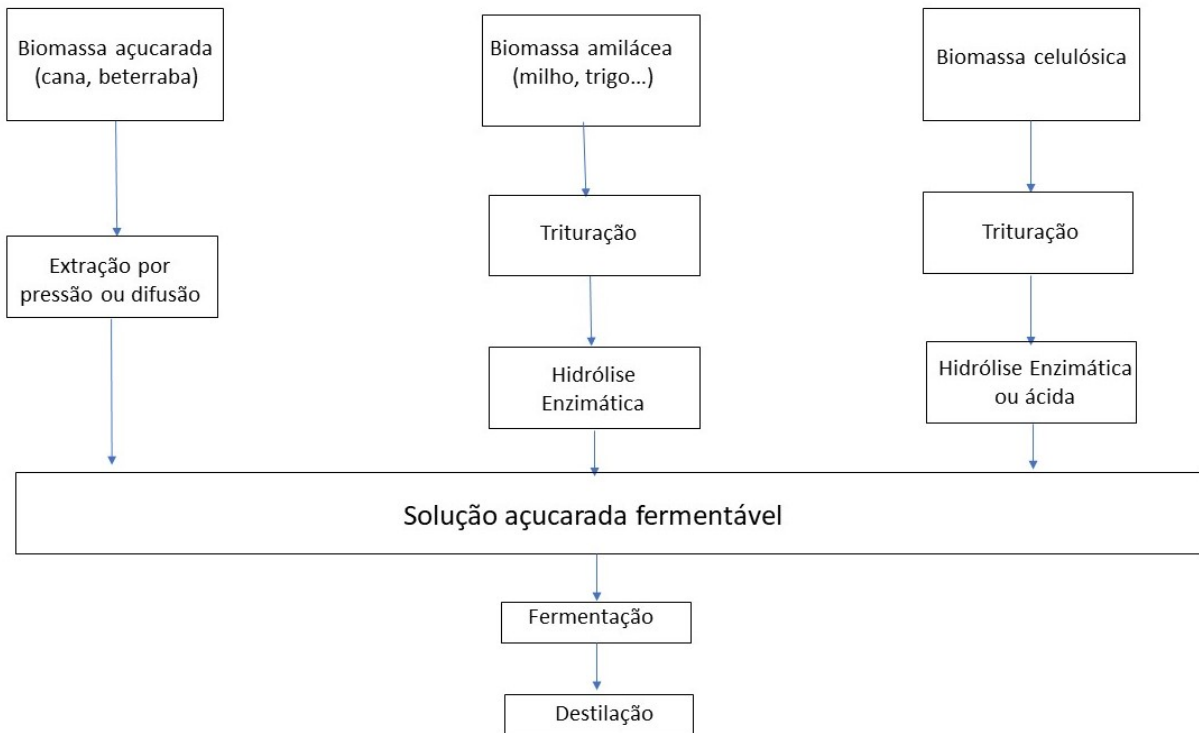 Biomassa açucarada
(cana, beterraba)
Biomassa amilácea
(milho, trigo...)
Biomassa celulósica
Extração por
pressão ou difusão
Trituração
Trituração
Hidrólise
Enzimática
Hidrólise Enzimática
ou ácida
Solução açucarada fermentável
Fermentação
Destilação